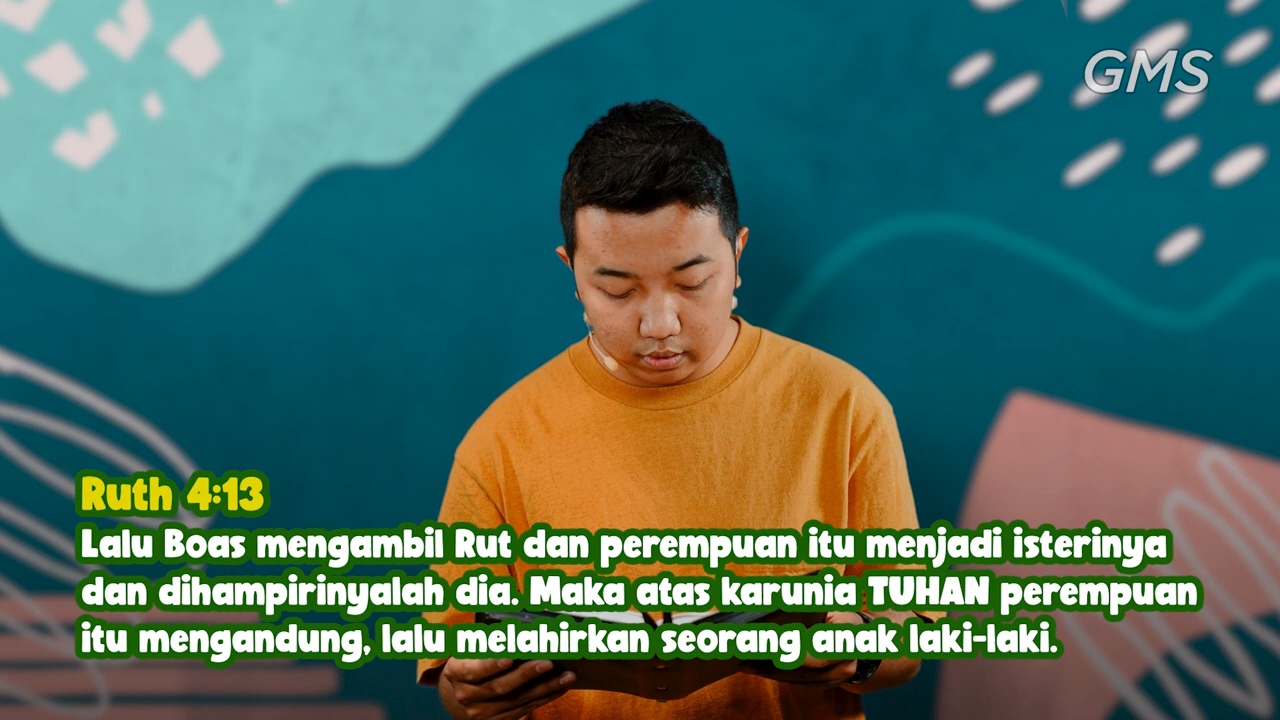 GMS
Ruth 4:13
Lalu Boas mengambil Rut dan perempuan itu menjadi isterinya
dan dihampirinyalah dia. Maka atas karunia TUHAN perempuan
itu mengandung, lalu melahirkan seorang anak laki-laki.